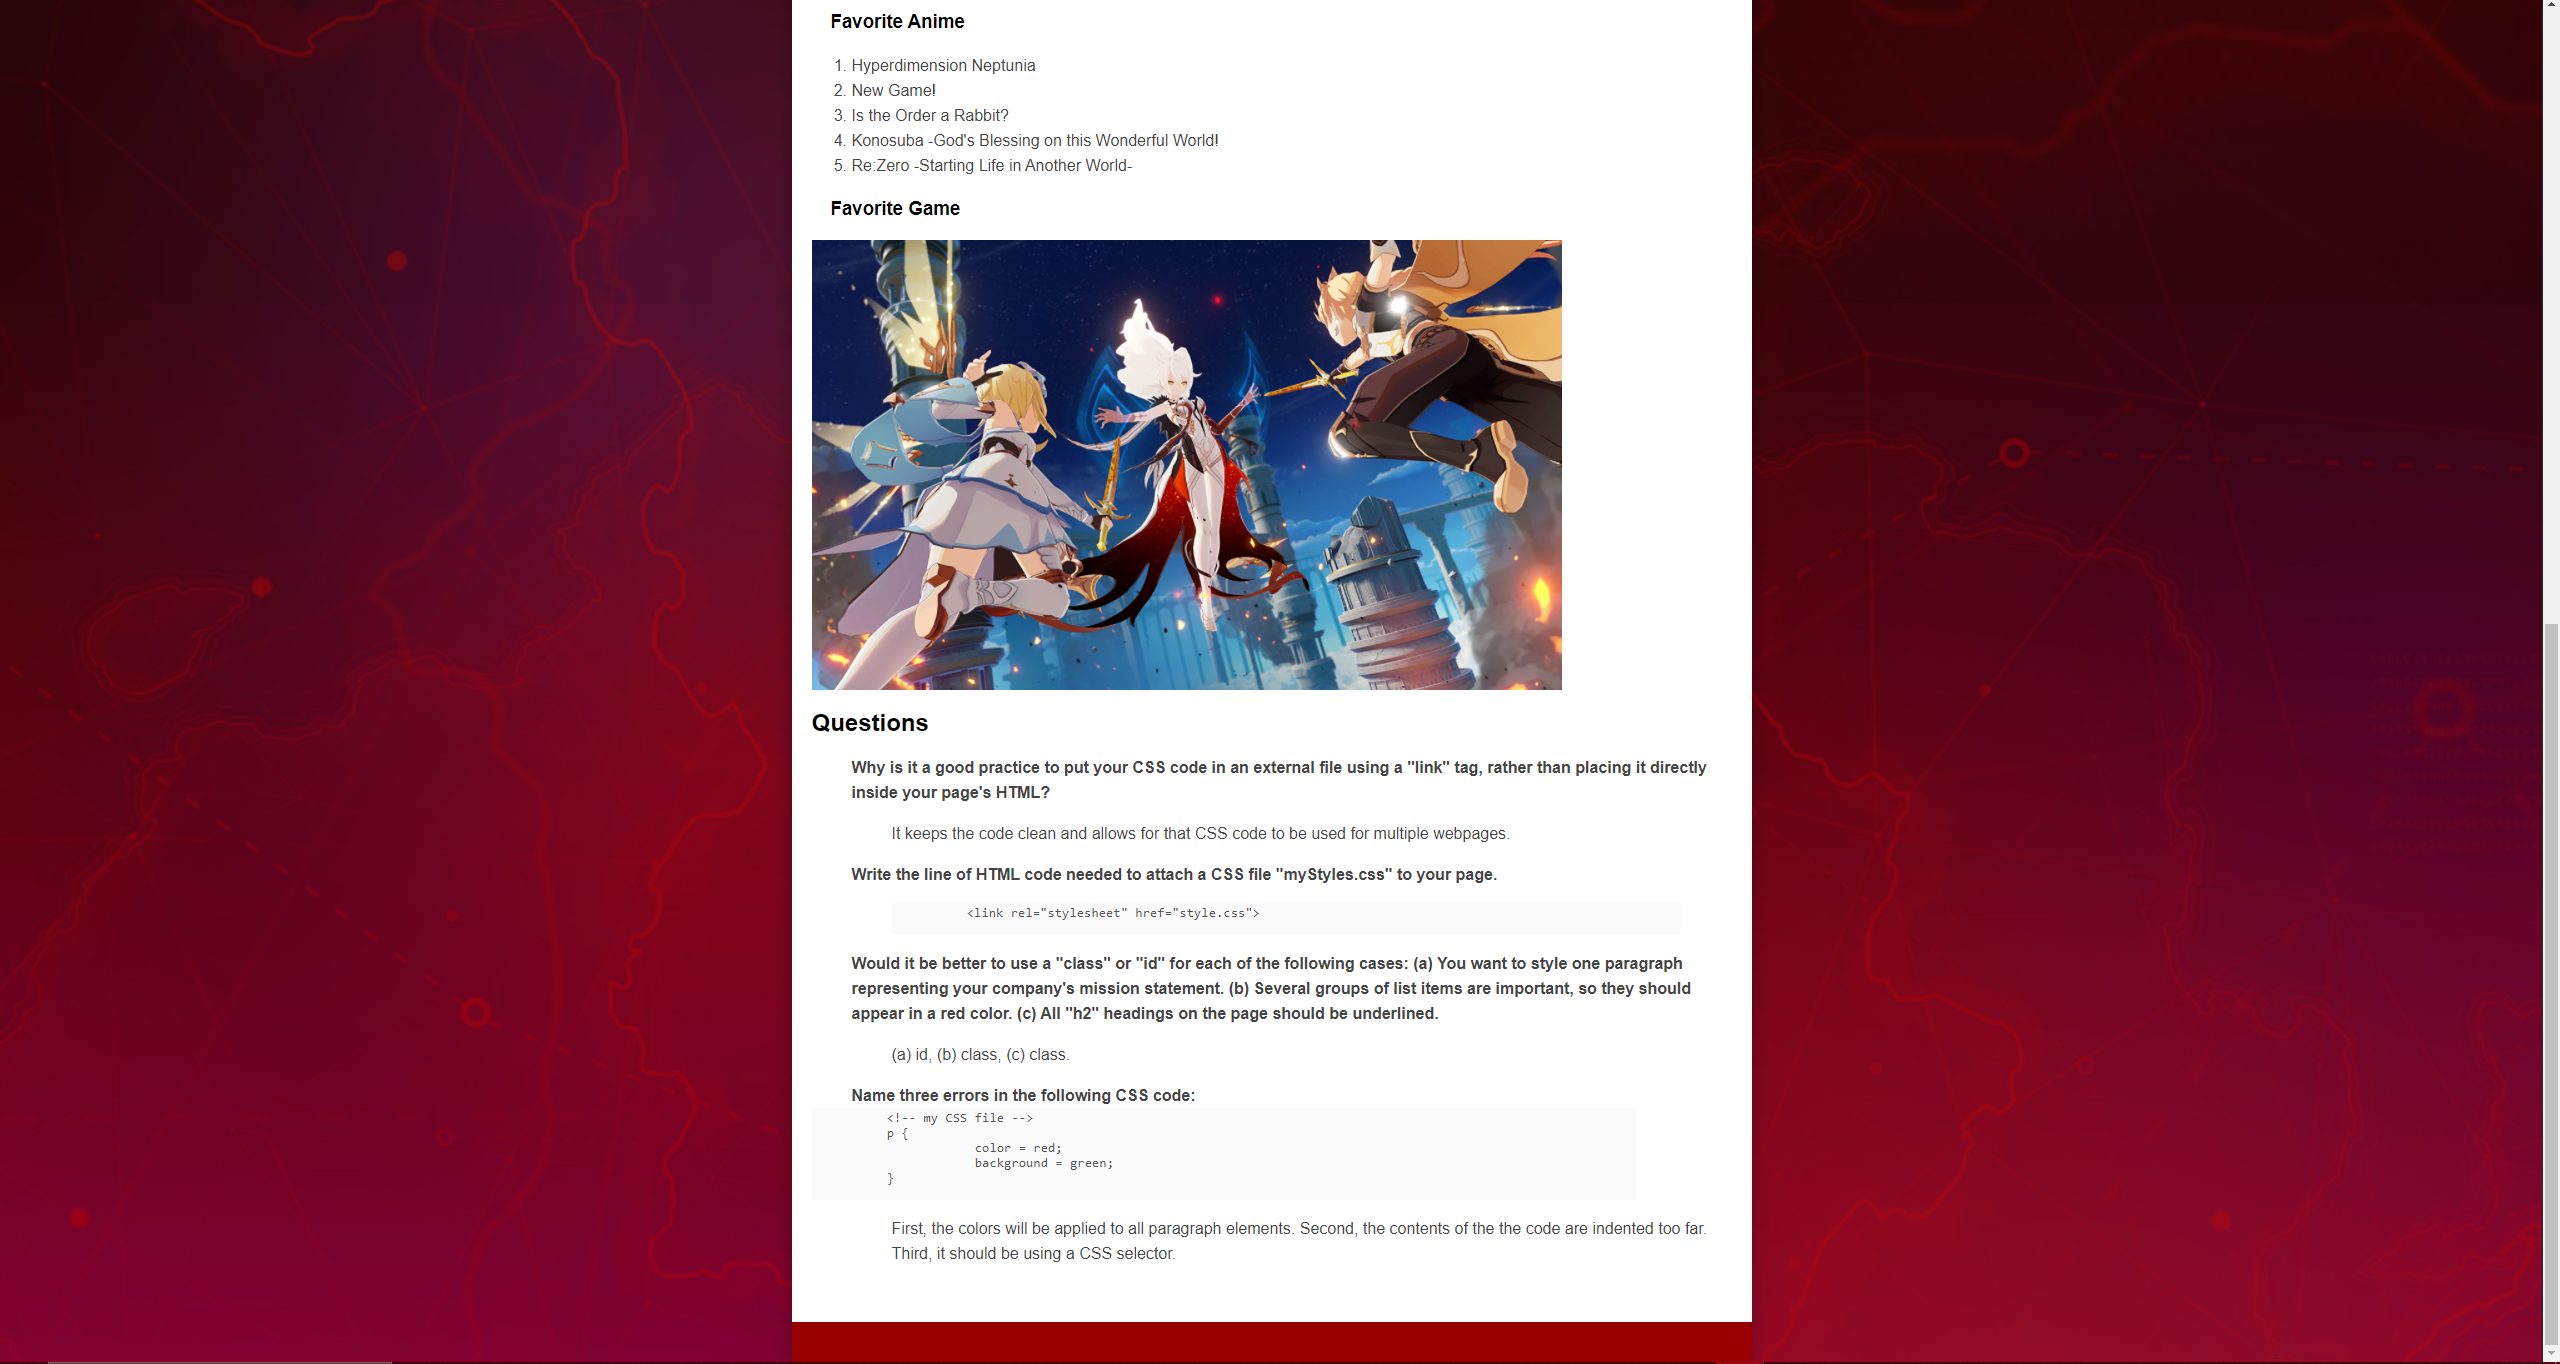 Favorite Anime
1. Hyperdimension Neptunia
2. New Game!
3. Is the Order a Rabbit?
4. Konosuba -God's Blessing on this Wonderful World!
5. Re:Zero -Starting Life in Another World-
Favorite Game
Questions
Why is it a good practice to put your CSS code in an external file using a "link" tag, rather than placing it directly
inside your page's HTML?
It keeps the code clean and allows for that CSS code to be used for multiple webpages.
Write the line of HTML code needed to attach a CSS file "myStyles.css" to your page.
<link rel="stylesheet" href="style.css">
Would it be better to use a "class" or "id" for each of the following cases: (a) You want to style one paragraph
representing your company's mission statement. (b) Several groups of list items are important, so they should
appear in a red color. (c) All "h2" headings on the page should be underlined.
(a) id, (b) class, (c) class.
Name three errors in the following CSS code:
<!-- my CSS file -->
p {
color = red;
background = green;
}
First, the colors will be applied to all paragraph elements. Second, the contents of the the code are indented too far.
Third, it should be using a CSS selector.